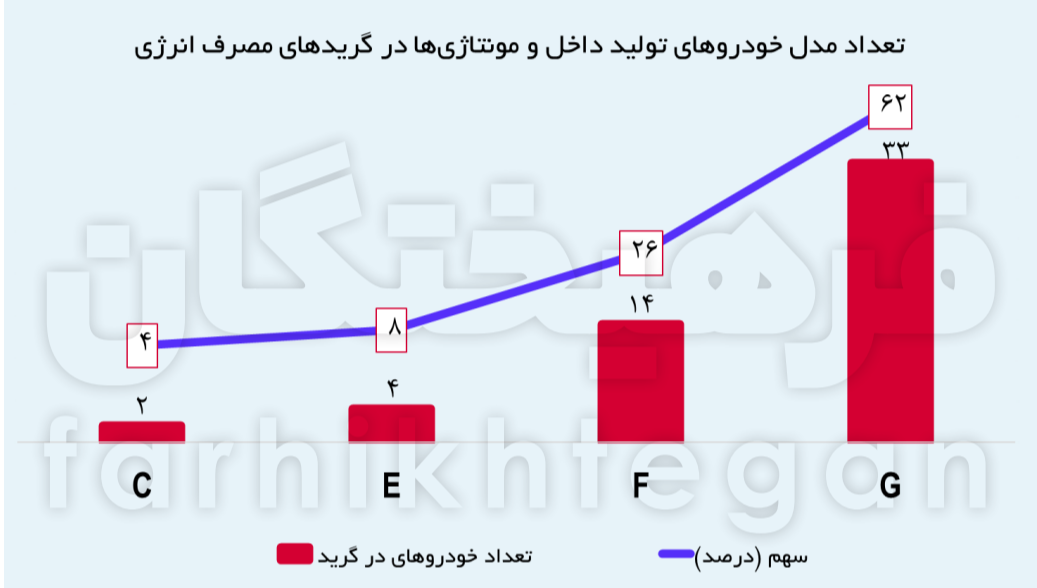 تعداد مدل خودروهای تولید داخل و مونتاژی‌ها در گریدهای مصرف انرژی
۶۲
۳۳
۲۶
۱۴
۸
۴
۴
۲
C E F G
تعداد خودروهای در گرید سهم (درصد)
فرهیختگان
farhikhtegan